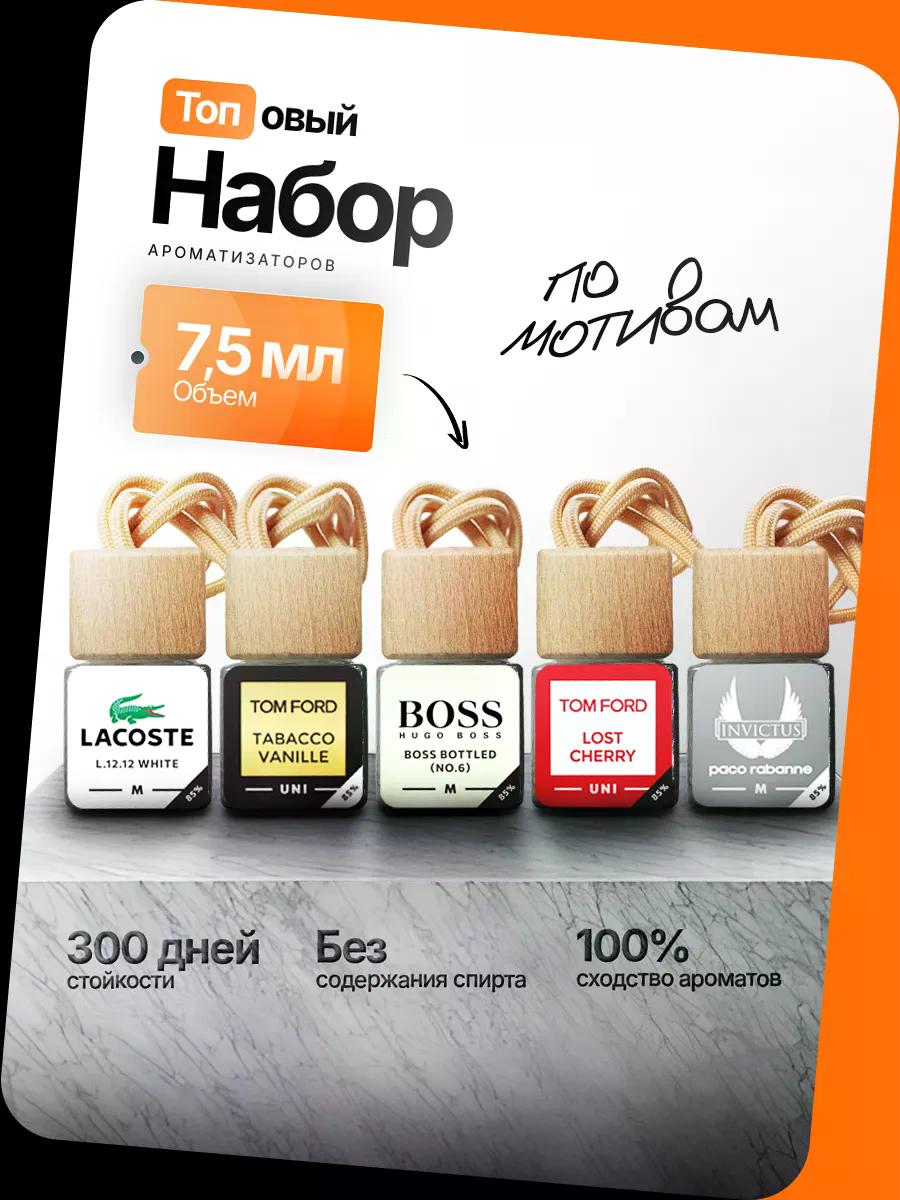 Топовый
Набор
АРОМАТИЗАТОРОВ
7,5 мл
Объем
по
мотивам
LACOSTE
L.12.12 WHITE
M
85%
TOM FORD
TABACCO
VANILLE
UNI
85%
BOSS
HUGO BOSS
BOSS BOTTLED
(NO.6)
M
85%
TOM FORD
LOST
CHERRY
UNI
85%
INVICTUS
paco rabanne
M
85%
300 дней
стойкости
Без
содержания спирта
100%
сходство ароматов